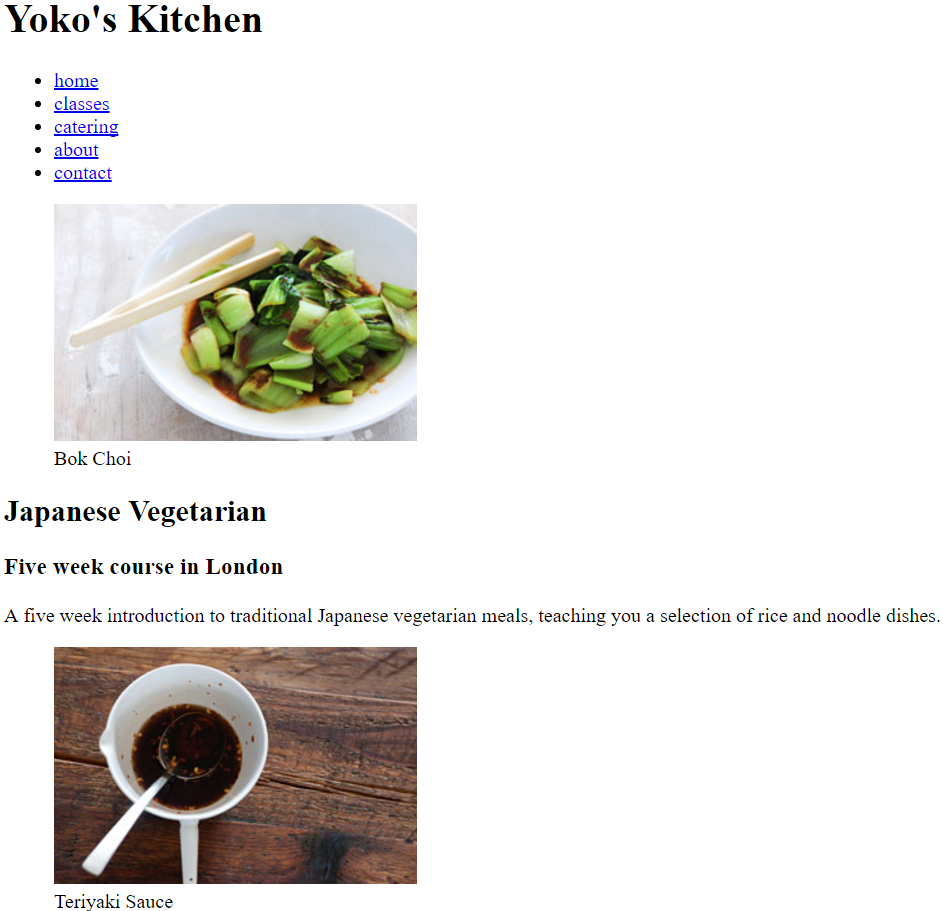 Yoko's Kitchen
home
classes
catering
about
contact
Bok Choi
Japanese Vegetarian
Five week course in London
A five week introduction to traditional Japanese vegetarian meals, teaching you a selection of rice and noodle dishes.
Teriyaki Sauce